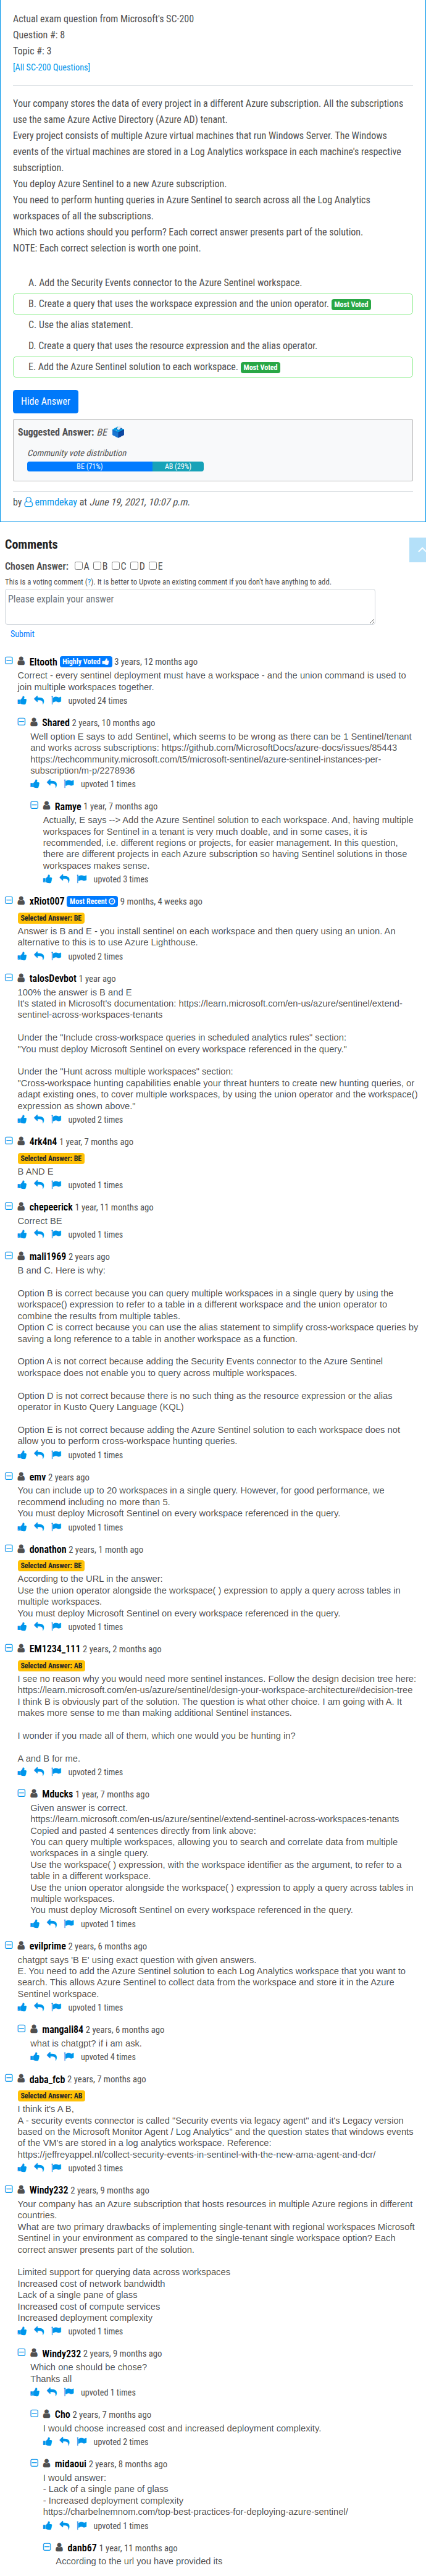 Actual exam question from Microsoft's SC-200
Question #: 8
Topic #: 3
[All SC-200 Questions]
Your company stores the data of every project in a different Azure subscription. All the subscriptions
use the same Azure Active Directory (Azure AD) tenant.
Every project consists of multiple Azure virtual machines that run Windows Server. The Windows
events of the virtual machines are stored in a Log Analytics workspace in each machine's respective
subscription.
You deploy Azure Sentinel to a new Azure subscription.
You need to perform hunting queries in Azure Sentinel to search across all the Log Analytics
workspaces of all the subscriptions.
Which two actions should you perform? Each correct answer presents part of the solution.
NOTE: Each correct selection is worth one point.
A. Add the Security Events connector to the Azure Sentinel workspace.
B. Create a query that uses the workspace expression and the union operator. Most Voted
C. Use the alias statement.
D. Create a query that uses the resource expression and the alias operator.
E. Add the Azure Sentinel solution to each workspace. Most Voted
Hide Answer
Suggested Answer: BE
Community vote distribution
BE (71%) AB (29%)
by emmdekay at June 19, 2021, 10:07 p.m.
Comments
Chosen Answer: A B C D E
This is a voting comment (?). It is better to Upvote an existing comment if you don't have anything to add.
Please explain your answer
Submit
Eltooth Highly Voted 3 years, 12 months ago
Correct - every sentinel deployment must have a workspace - and the union command is used to
join multiple workspaces together.
upvoted 24 times
Shared 2 years, 10 months ago
Well option E says to add Sentinel, which seems to be wrong as there can be 1 Sentinel/tenant
and works across subscriptions: https://github.com/MicrosoftDocs/azure-docs/issues/85443
https://techcommunity.microsoft.com/t5/microsoft-sentinel/azure-sentinel-instances-per-
subscription/m-p/2278936
upvoted 1 times
Ramye 1 year, 7 months ago
Actually, E says --> Add the Azure Sentinel solution to each workspace. And, having multiple
workspaces for Sentinel in a tenant is very much doable, and in some cases, it is
recommended, i.e. different regions or projects, for easier management. In this question,
there are different projects in each Azure subscription so having Sentinel solutions in those
workspaces makes sense.
upvoted 3 times
xRiot007 Most Recent 9 months, 4 weeks ago
Selected Answer: BE
Answer is B and E - you install sentinel on each workspace and then query using an union. An
alternative to this is to use Azure Lighthouse.
upvoted 2 times
talosDevbot 1 year ago
100% the answer is B and E
It's stated in Microsoft's documentation: https://learn.microsoft.com/en-us/azure/sentinel/extend-
sentinel-across-workspaces-tenants
Under the "Include cross-workspace queries in scheduled analytics rules" section:
"You must deploy Microsoft Sentinel on every workspace referenced in the query."
Under the "Hunt across multiple workspaces" section:
"Cross-workspace hunting capabilities enable your threat hunters to create new hunting queries, or
adapt existing ones, to cover multiple workspaces, by using the union operator and the workspace()
expression as shown above."
upvoted 2 times
4rk4n4 1 year, 7 months ago
Selected Answer: BE
B AND E
upvoted 1 times
chepeerick 1 year, 11 months ago
Correct BE
upvoted 1 times
mali1969 2 years ago
B and C. Here is why:
Option B is correct because you can query multiple workspaces in a single query by using the
workspace() expression to refer to a table in a different workspace and the union operator to
combine the results from multiple tables.
Option C is correct because you can use the alias statement to simplify cross-workspace queries by
saving a long reference to a table in another workspace as a function.
Option A is not correct because adding the Security Events connector to the Azure Sentinel
workspace does not enable you to query across multiple workspaces.
Option D is not correct because there is no such thing as the resource expression or the alias
operator in Kusto Query Language (KQL)
Option E is not correct because adding the Azure Sentinel solution to each workspace does not
allow you to perform cross-workspace hunting queries.
upvoted 1 times
emv 2 years ago
You can include up to 20 workspaces in a single query. However, for good performance, we
recommend including no more than 5.
You must deploy Microsoft Sentinel on every workspace referenced in the query.
upvoted 1 times
donathon 2 years, 1 month ago
Selected Answer: BE
According to the URL in the answer:
Use the union operator alongside the workspace( ) expression to apply a query across tables in
multiple workspaces.
You must deploy Microsoft Sentinel on every workspace referenced in the query.
upvoted 1 times
EM1234_111 2 years, 2 months ago
Selected Answer: AB
I see no reason why you would need more sentinel instances. Follow the design decision tree here:
https://learn.microsoft.com/en-us/azure/sentinel/design-your-workspace-architecture#decision-tree
I think B is obviously part of the solution. The question is what other choice. I am going with A. It
makes more sense to me than making additional Sentinel instances.
I wonder if you made all of them, which one would you be hunting in?
A and B for me.
upvoted 2 times
Mducks 1 year, 7 months ago
Given answer is correct.
https://learn.microsoft.com/en-us/azure/sentinel/extend-sentinel-across-workspaces-tenants
Copied and pasted 4 sentences directly from link above:
You can query multiple workspaces, allowing you to search and correlate data from multiple
workspaces in a single query.
Use the workspace( ) expression, with the workspace identifier as the argument, to refer to a
table in a different workspace.
Use the union operator alongside the workspace( ) expression to apply a query across tables in
multiple workspaces.
You must deploy Microsoft Sentinel on every workspace referenced in the query.
upvoted 1 times
evilprime 2 years, 6 months ago
chatgpt says 'B E' using exact question with given answers.
E. You need to add the Azure Sentinel solution to each Log Analytics workspace that you want to
search. This allows Azure Sentinel to collect data from the workspace and store it in the Azure
Sentinel workspace.
upvoted 1 times
mangali84 2 years, 6 months ago
what is chatgpt? if i am ask.
upvoted 4 times
daba_fcb 2 years, 7 months ago
Selected Answer: AB
I think it's A B,
A - security events connector is called "Security events via legacy agent" and it's Legacy version
based on the Microsoft Monitor Agent / Log Analytics" and the question states that windows events
of the VM's are stored in a log analytics workspace. Reference:
https://jeffreyappel.nl/collect-security-events-in-sentinel-with-the-new-ama-agent-and-dcr/
upvoted 3 times
Windy232 2 years, 9 months ago
Your company has an Azure subscription that hosts resources in multiple Azure regions in different
countries.
What are two primary drawbacks of implementing single-tenant with regional workspaces Microsoft
Sentinel in your environment as compared to the single-tenant single workspace option? Each
correct answer presents part of the solution.
Limited support for querying data across workspaces
Increased cost of network bandwidth
Lack of a single pane of glass
Increased cost of compute services
Increased deployment complexity
upvoted 1 times
Windy232 2 years, 9 months ago
Which one should be chose?
Thanks all
upvoted 1 times
Cho 2 years, 7 months ago
I would choose increased cost and increased deployment complexity.
upvoted 2 times
midaoui 2 years, 8 months ago
I would answer:
- Lack of a single pane of glass
- Increased deployment complexity
https://charbelnemnom.com/top-best-practices-for-deploying-azure-sentinel/
upvoted 1 times
danb67 1 year, 11 months ago
According to the url you have provided its